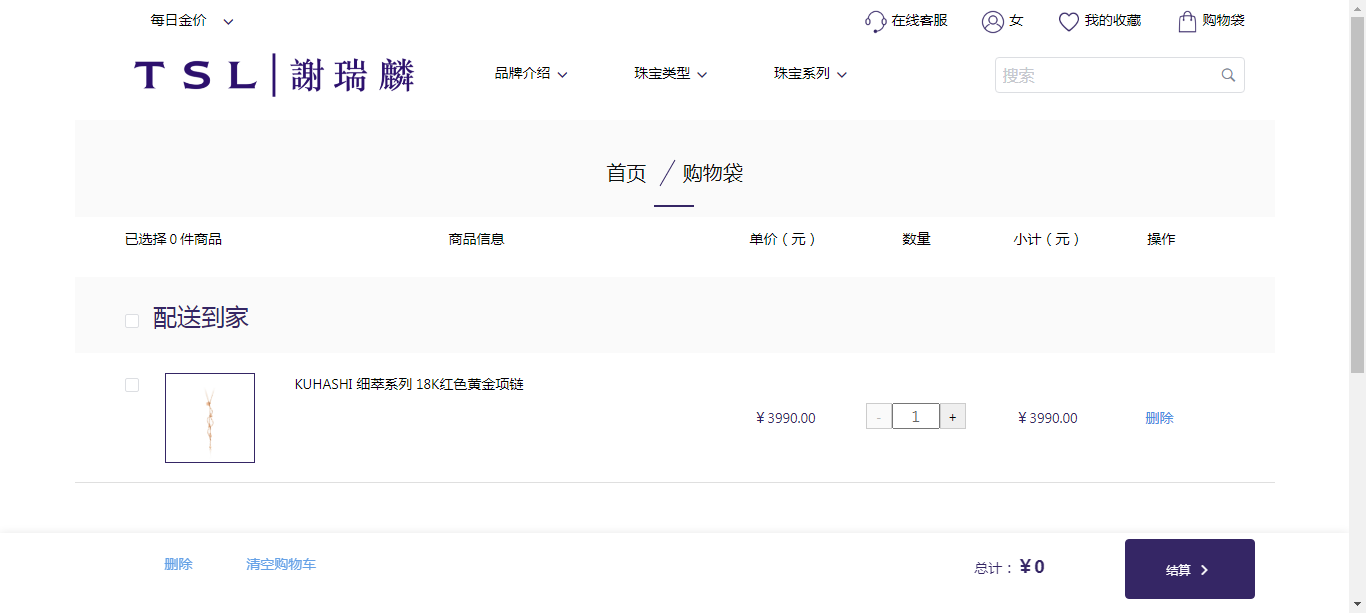 每日金价
在线客服
女
我的收藏
购物袋
TSL 謝瑞麟
品牌介绍
珠宝类型
珠宝系列
搜索
首页 / 购物袋
已选择 0 件商品
商品信息
单价（元）
数量
小计（元）
操作
配送到家
KUHASHI 细萃系列 18K红色黄金项链
¥ 3990.00
- 1 +
¥ 3990.00
删除
删除
清空购物车
总计： ¥ 0
结算